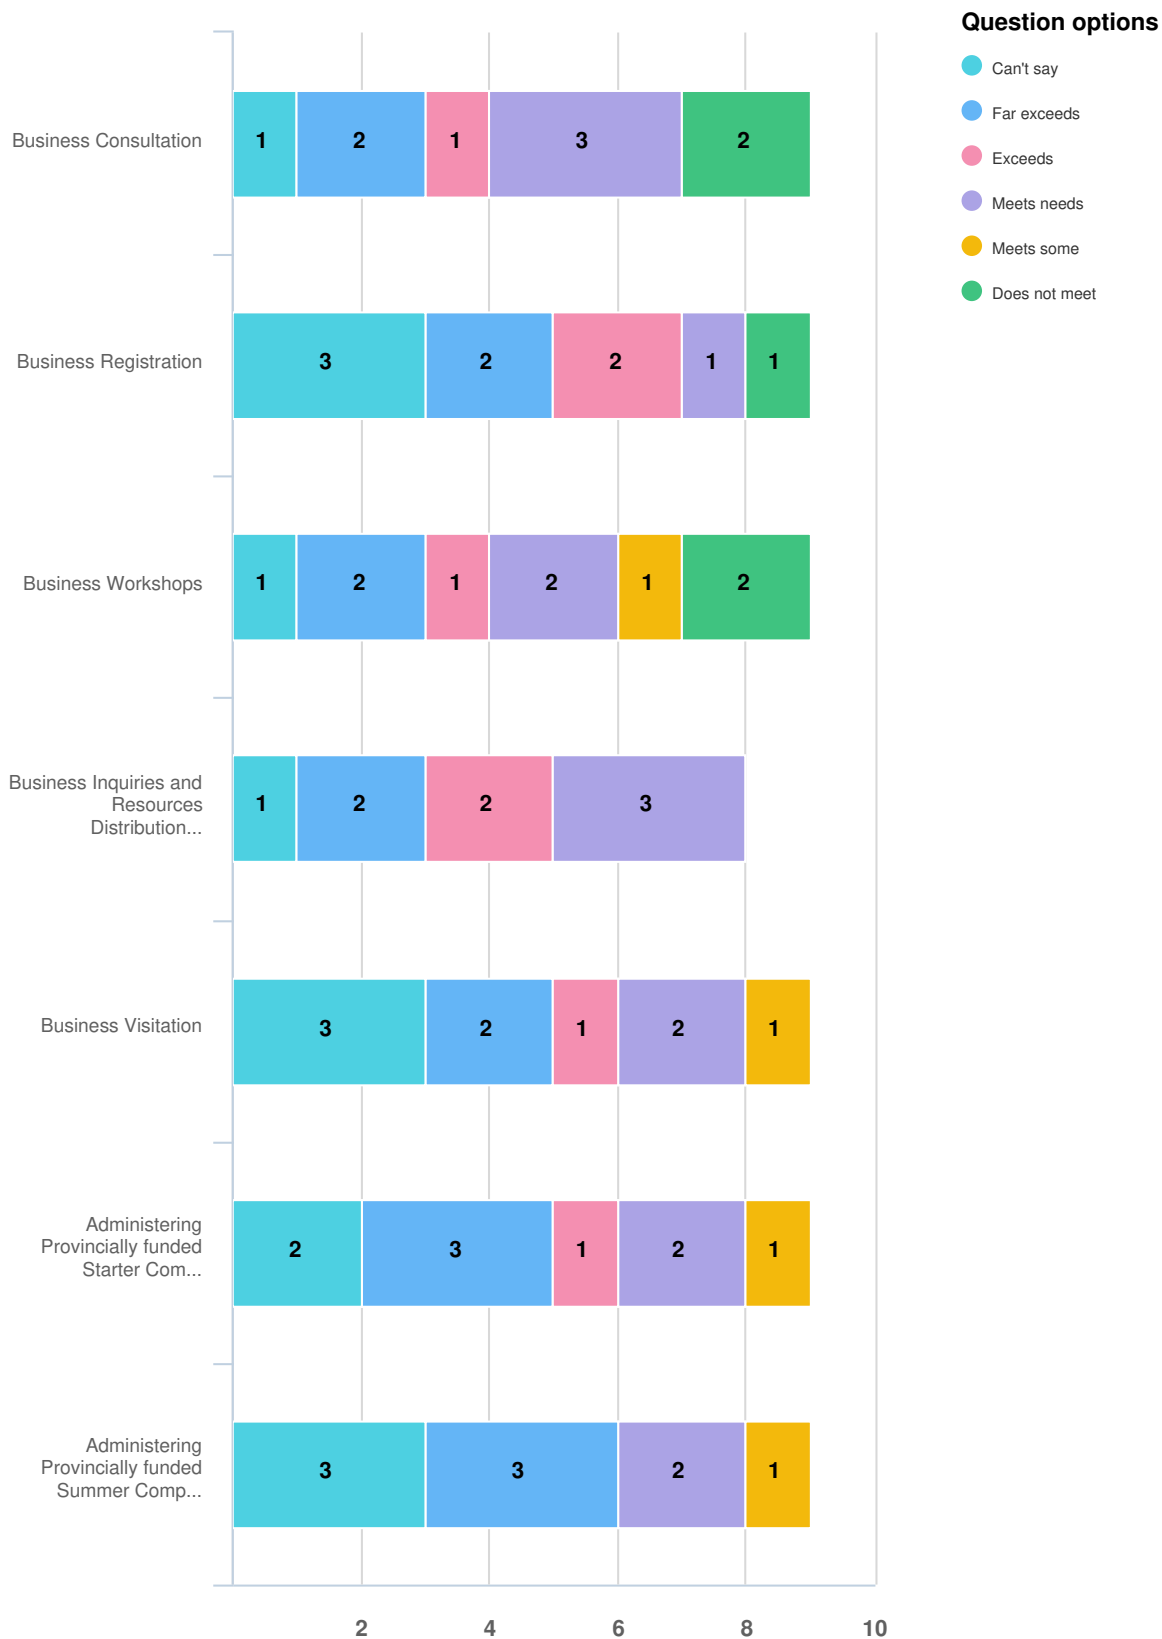 Question options
Can't say
Far exceeds
Exceeds
Meets needs
Meets some
Does not meet
Business Consultation
1 2 1 3 2
Business Registration
3 2 2 1 1
Business Workshops
1 2 1 2 1 2
Business Inquiries and
Resources
Distribution...
1 2 2 3
Business Visitation
3 2 1 2 1
Administering
Provincially funded
Starter Com...
2 3 1 2 1
Administering
Provincially funded
Summer Comp...
3 3 2 1
2 4 6 8 10